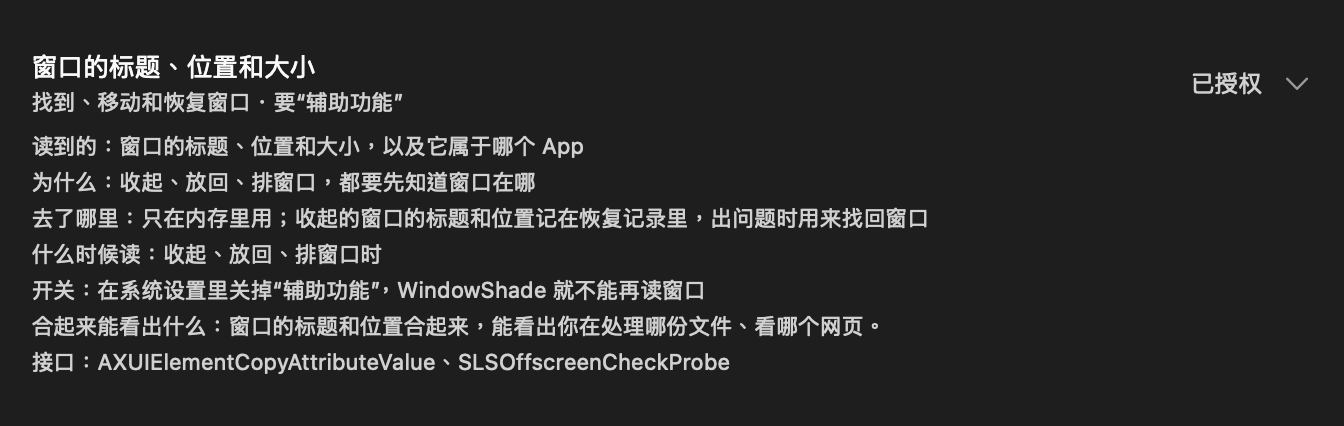 窗口的标题、位置和大小
已授权
找到、移动和恢复窗口 · 要“辅助功能”
读到的：窗口的标题、位置和大小，以及它属于哪个 App
为什么：收起、放回、排窗口，都要先知道窗口在哪
去了哪里：只在内存里用；收起的窗口的标题和位置记在恢复记录里，出问题时用来找回窗口
什么时候读：收起、放回、排窗口时
开关：在系统设置里关掉“辅助功能”，WindowShade 就不能再读窗口
合起来能看出什么：窗口的标题和位置合起来，能看出你在处理哪份文件、看哪个网页。
接口：AXUIElementCopyAttributeValue、SLSOffscreenCheckProbe